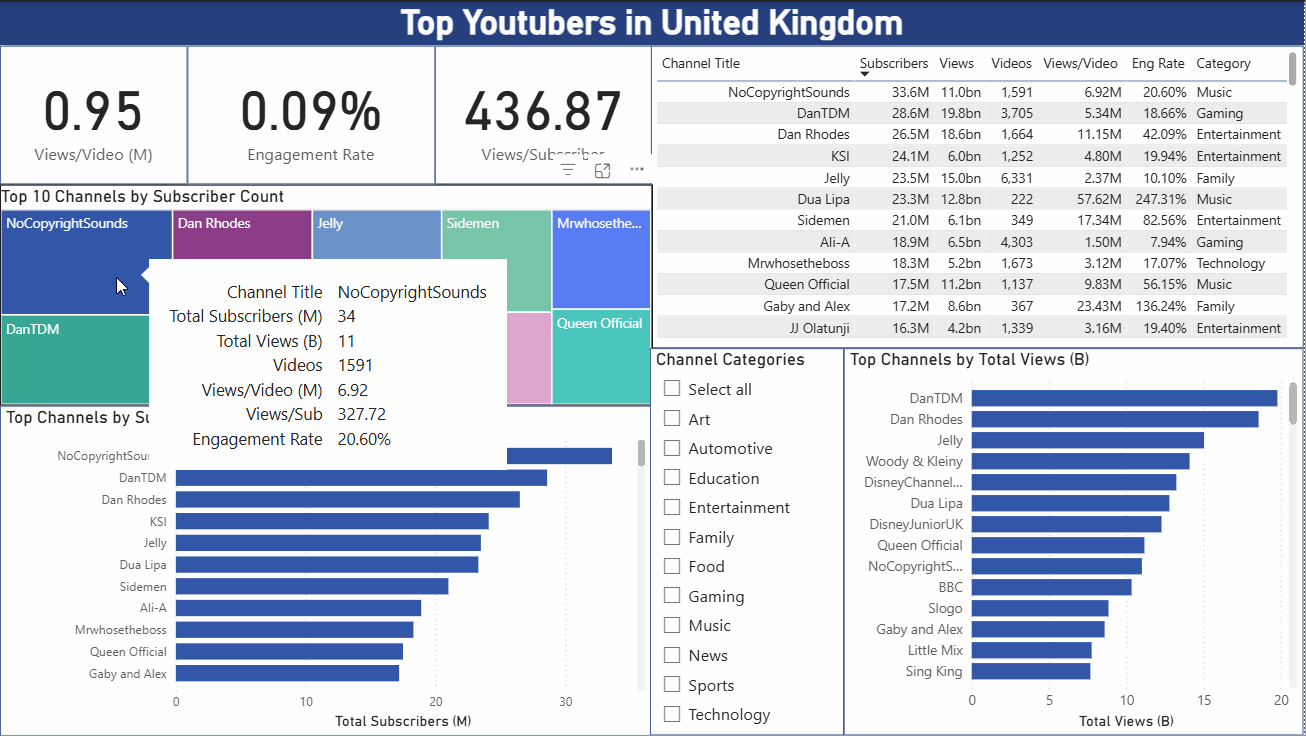 Top Youtubers in United Kingdom
0.95
Views/Video (M)
0.09%
Engagement Rate
436.87
Views/Subscriber
Channel Title Subscribers Views Videos Views/Video Eng Rate Category
NoCopyrightSounds 33.6M 11.0bn 1,591 6.92M 20.60% Music
DanTDM 28.6M 19.8bn 3,705 5.34M 18.66% Gaming
Dan Rhodes 26.5M 18.6bn 1,664 11.15M 42.09% Entertainment
KSI 24.1M 6.0bn 1,252 4.80M 19.94% Entertainment
Jelly 23.5M 15.0bn 6,331 2.37M 10.10% Family
Dua Lipa 23.3M 12.8bn 222 57.62M 247.31% Music
Sidemen 21.0M 6.1bn 349 17.34M 82.56% Entertainment
Ali-A 18.9M 6.5bn 4,303 1.50M 7.94% Gaming
Mrwhosetheboss 18.3M 5.2bn 1,673 3.12M 17.07% Technology
Queen Official 17.5M 11.2bn 1,137 9.83M 56.15% Music
Gaby and Alex 17.2M 8.6bn 367 23.43M 136.24% Family
JJ Olatunji 16.3M 4.2bn 1,339 3.16M 19.40% Entertainment
Top 10 Channels by Subscriber Count
NoCopyrightSounds
Dan Rhodes
Jelly
Sidemen
Mrwhosethe...
DanTDM
Queen Official
Channel Title NoCopyrightSounds
Total Subscribers (M) 34
Total Views (B) 11
Videos 1591
Views/Video (M) 6.92
Views/Sub 327.72
Engagement Rate 20.60%
Top Channels by Su
NoCopyrightSoun
DanTDM
Dan Rhodes
KSI
Jelly
Dua Lipa
Sidemen
Ali-A
Mrwhosetheboss
Queen Official
Gaby and Alex
0 10 20 30
Total Subscribers (M)
Channel Categories
Select all
Art
Automotive
Education
Entertainment
Family
Food
Gaming
Music
News
Sports
Technology
Top Channels by Total Views (B)
DanTDM
Dan Rhodes
Jelly
Woody & Kleiny
DisneyChannel...
Dua Lipa
DisneyJuniorUK
Queen Official
NoCopyrightS...
BBC
Slogo
Gaby and Alex
Little Mix
Sing King
0 5 10 15 20
Total Views (B)